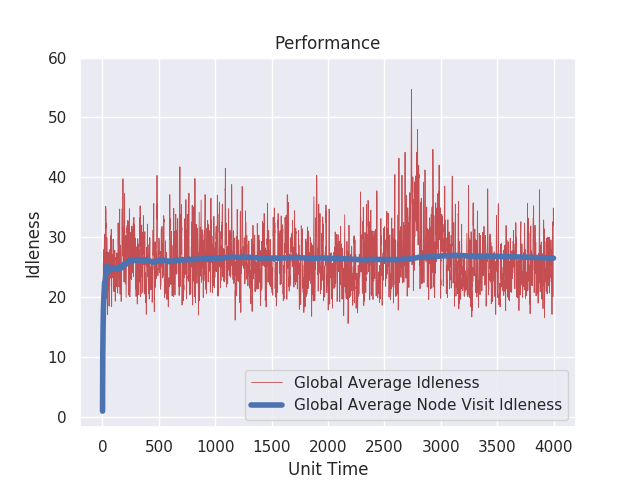 Performance
60
50
40
30
20
10
0
Idleness
0 500 1000 1500 2000 2500 3000 3500 4000
Unit Time
Global Average Idleness
Global Average Node Visit Idleness